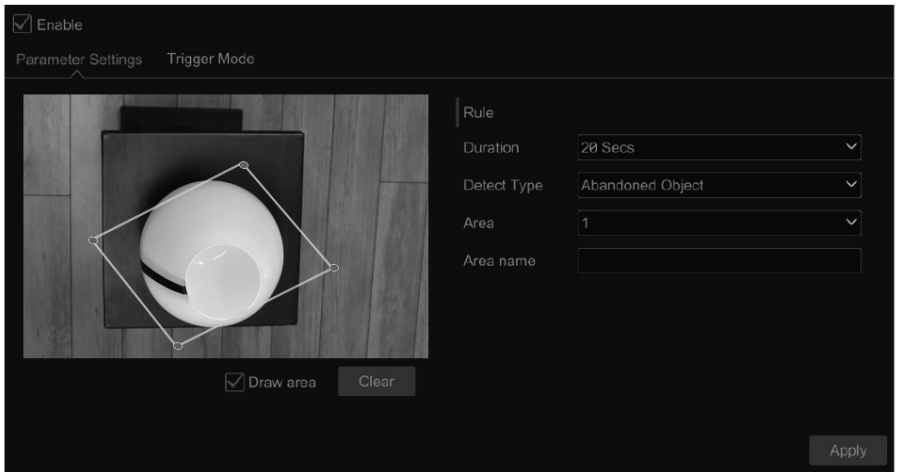 Enable
Parameter Settings Trigger Mode
Rule
Duration 20 Secs
Detect Type Abandoned Object
Area 1
Area name
Draw area Clear
Apply